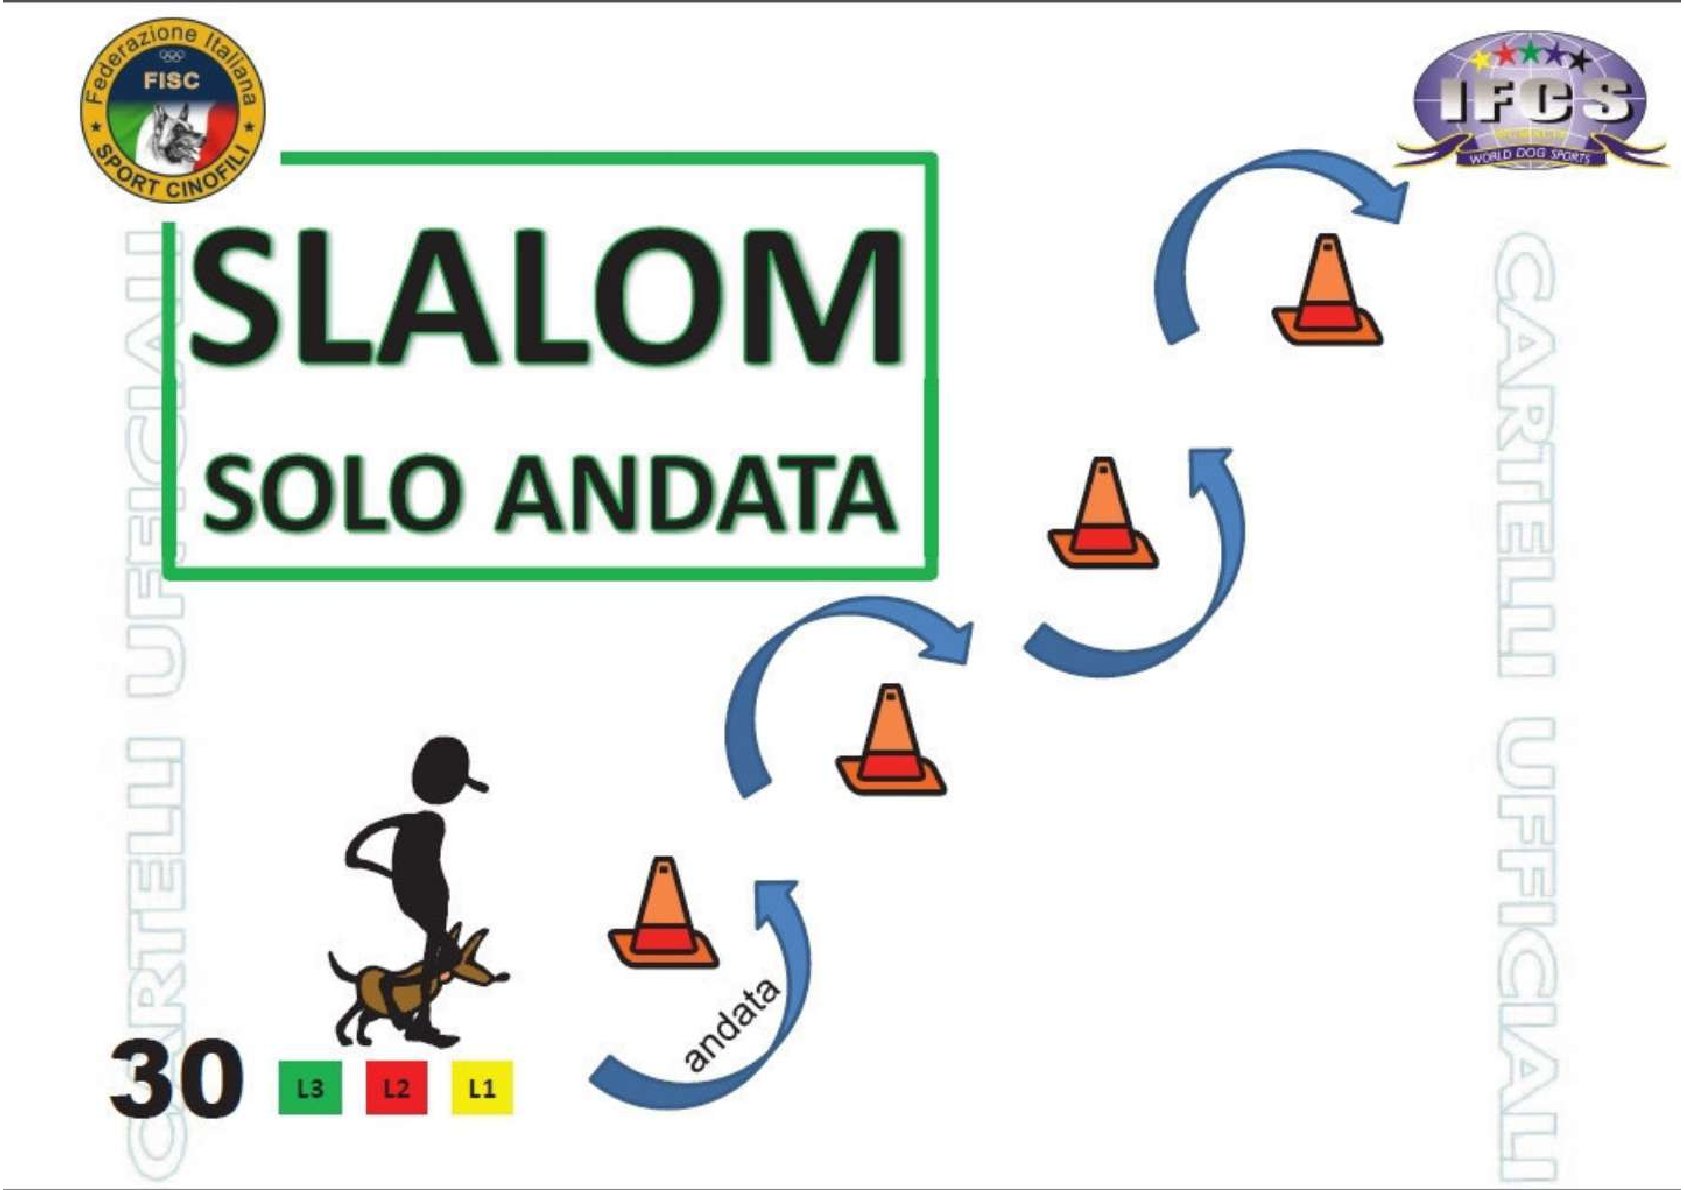 Federazione Italiana
FISC
SPORT CINOFILI
IFCS
WORLD DOG SPORTS
SLALOM
SOLO ANDATA
andata
30
L3
L2
L1
CARTELLI UFFICIALI
CARTELLI UFFICIALI